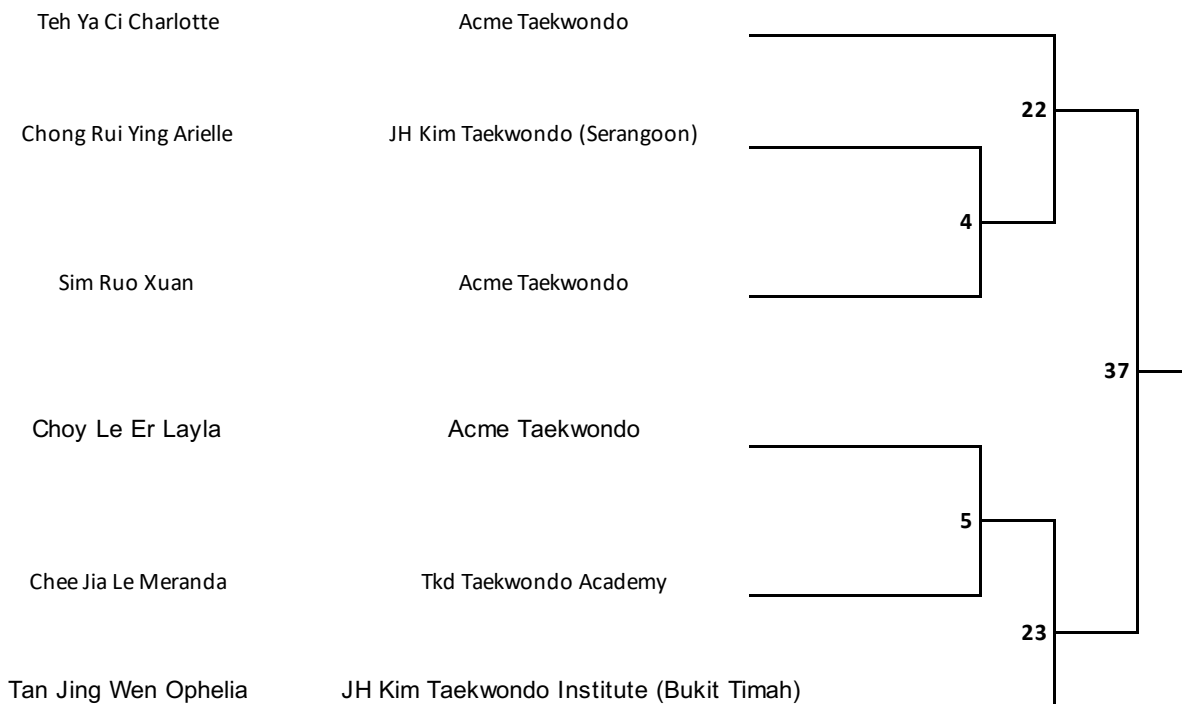 Teh Ya Ci Charlotte Acme Taekwondo
22
Chong Rui Ying Arielle JH Kim Taekwondo (Serangoon)
4
Sim Ruo Xuan Acme Taekwondo
37
Choy Le Er Layla Acme Taekwondo
5
Chee Jia Le Meranda Tkd Taekwondo Academy
23
Tan Jing Wen Ophelia JH Kim Taekwondo Institute (Bukit Timah)